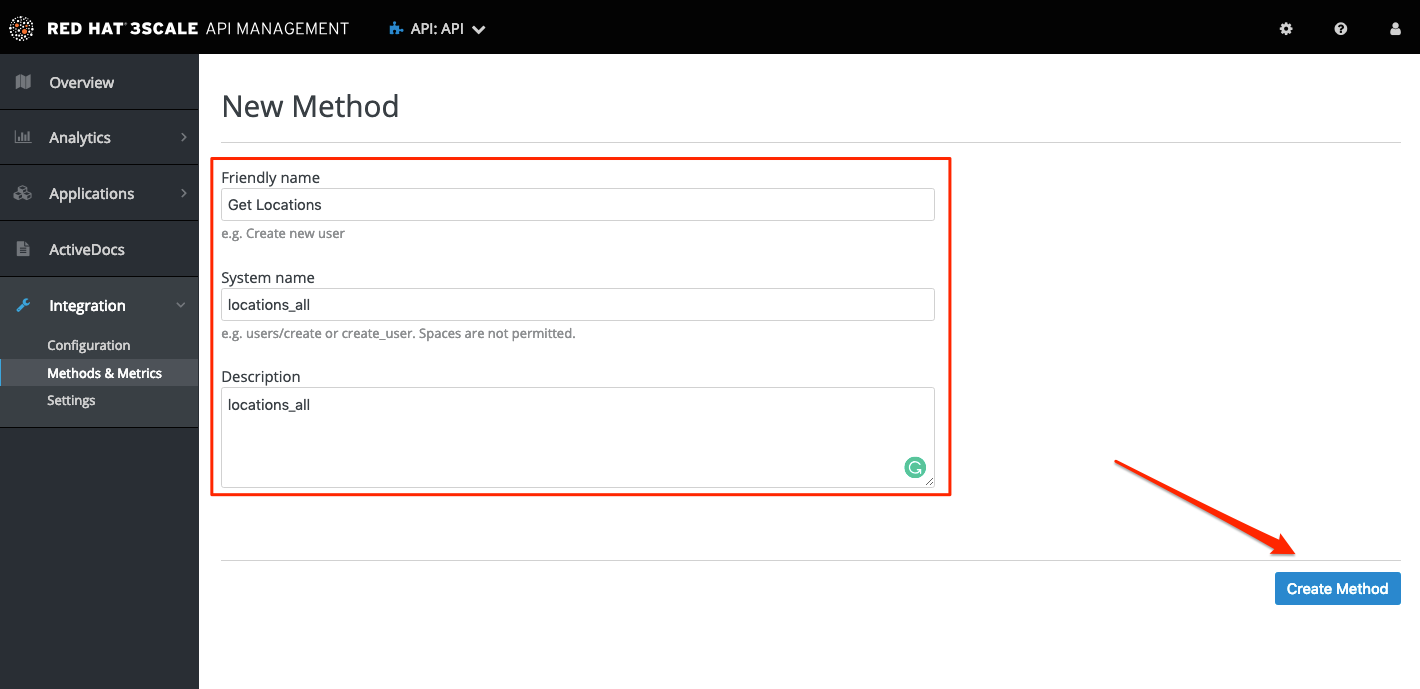 RED HAT 3SCALE API MANAGEMENT API: API
Overview
Analytics
Applications
ActiveDocs
Integration
Configuration
Methods & Metrics
Settings
New Method
Friendly name
Get Locations
e.g. Create new user
System name
locations_all
e.g. users/create or create_user. Spaces are not permitted.
Description
locations_all
Create Method